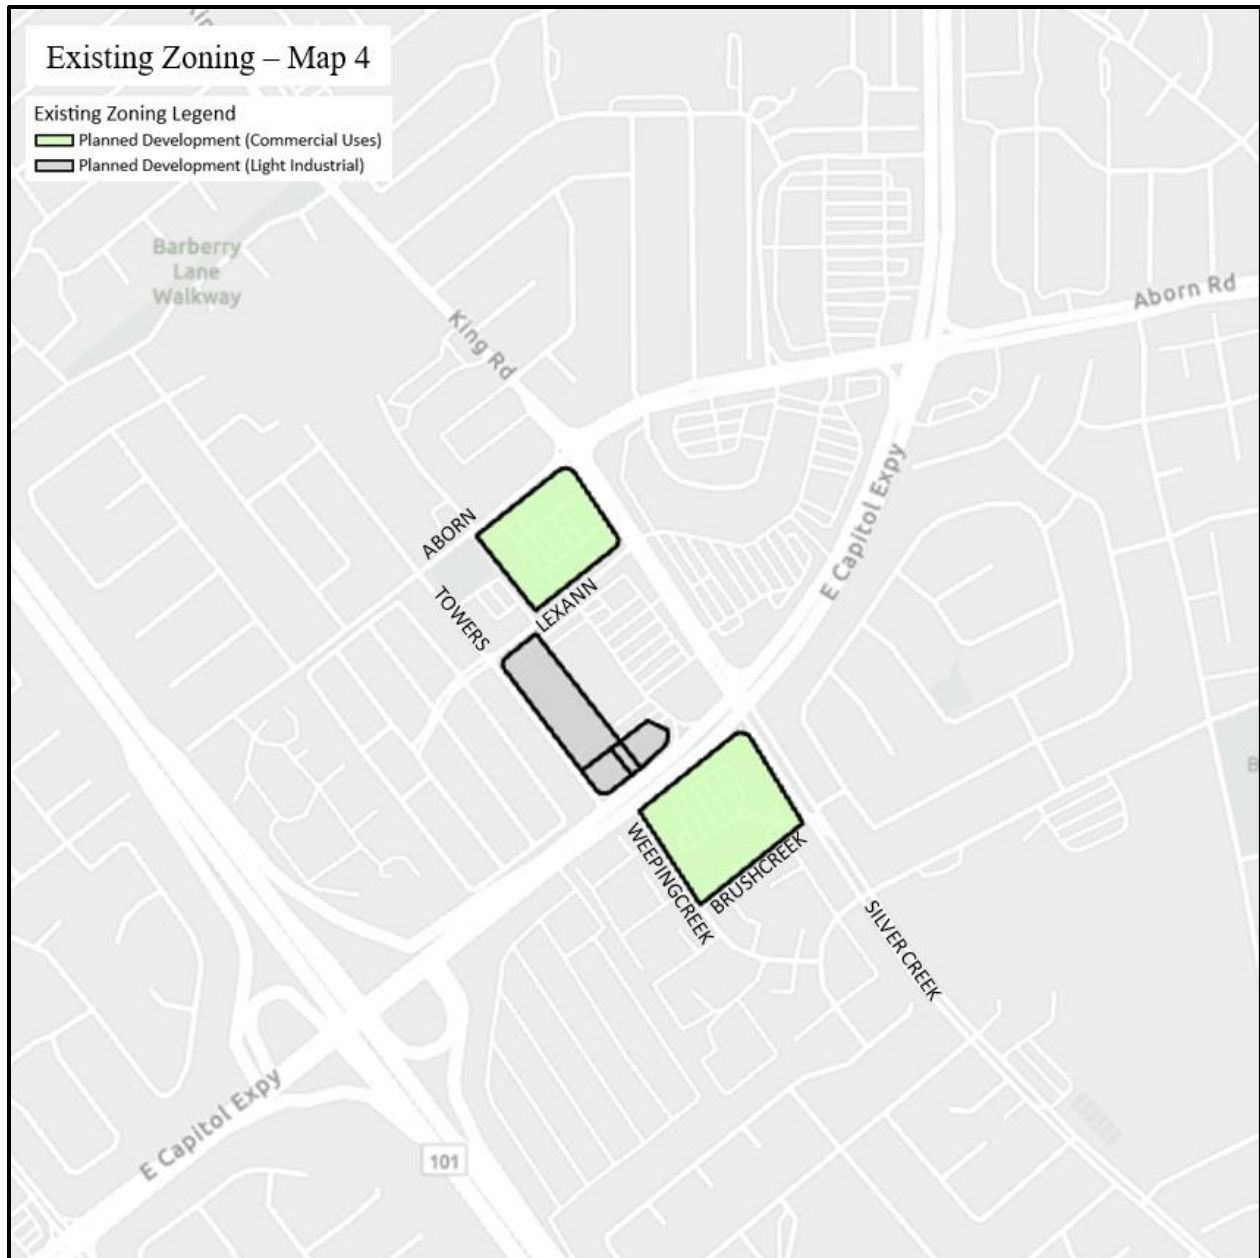 Existing Zoning – Map 4
Existing Zoning Legend
Planned Development (Commercial Uses)
Planned Development (Light Industrial)
Barberry
Lane
Walkway
King Rd
Aborn Rd
E Capitol Expy
ABORN
TOWERS
LEXANN
WEEPINGCREEK
BRUSHCREEK
SILVER CREEK
E Capitol Expy
101